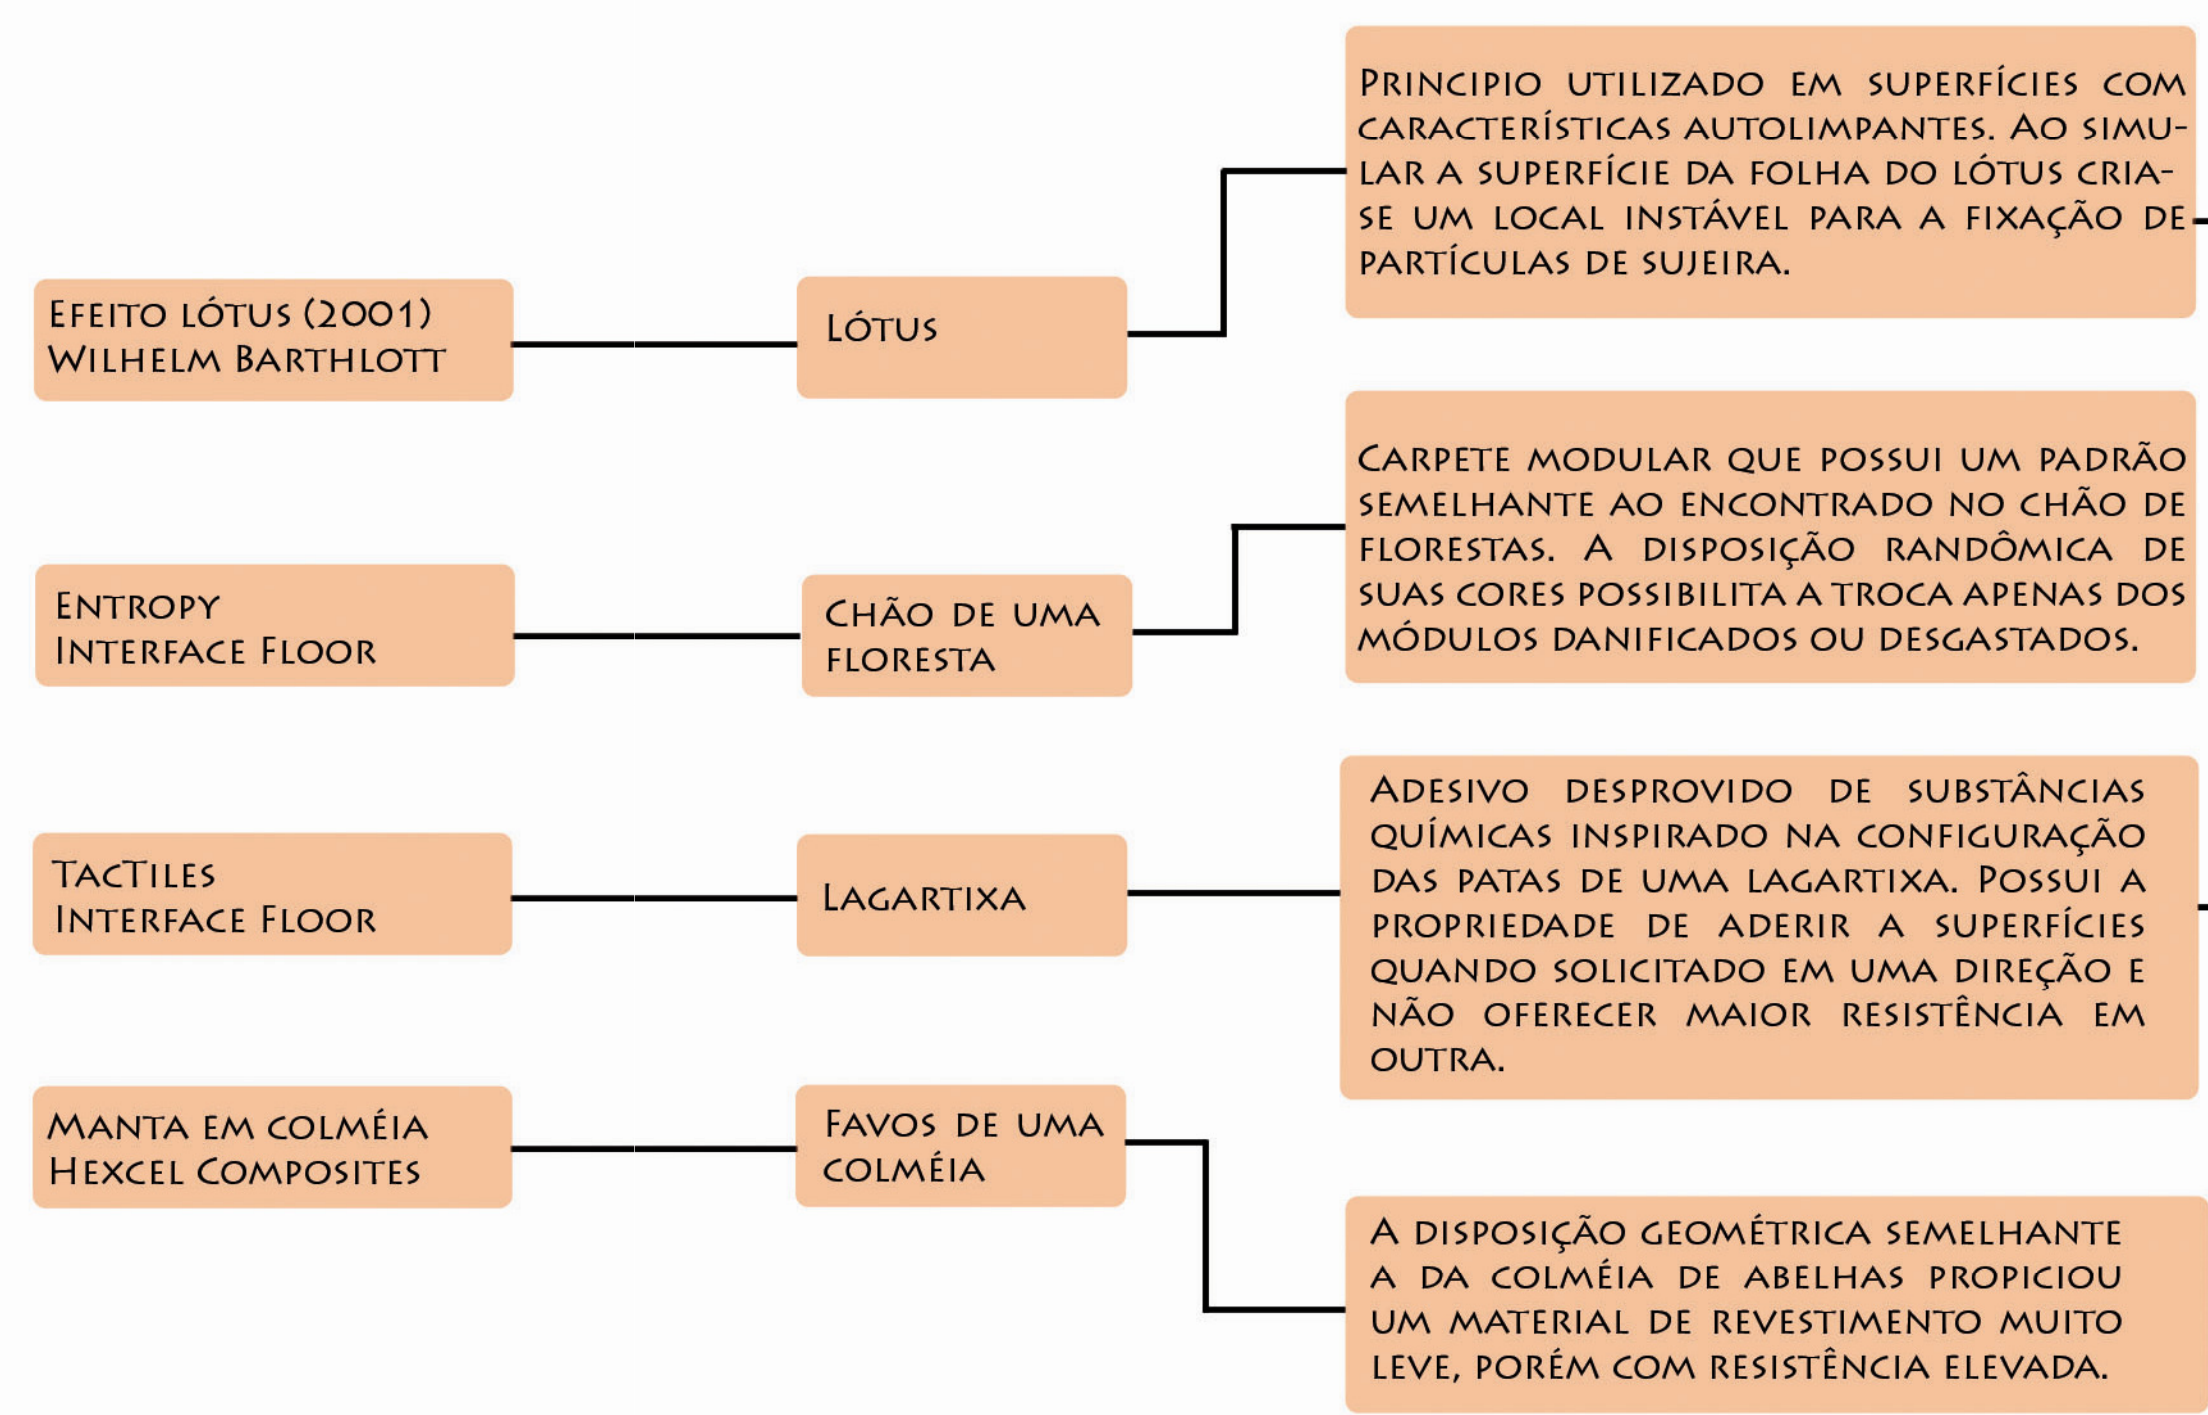 Efeito lótus (2001)
Wilhelm Barthlott
Lótus
Principio utilizado em superfícies com
características autolimpantes. Ao simu-
lar a superfície da folha do lótus cria-
se um local instável para a fixação de
partículas de sujeira.
Entropy
Interface Floor
Chão de uma
floresta
Carpete modular que possui um padrão
semelhante ao encontrado no chão de
florestas. A disposição randômica de
suas cores possibilita a troca apenas dos
módulos danificados ou desgastados.
TacTiles
Interface Floor
Lagartixa
Adesivo desprovido de substâncias
químicas inspirado na configuração
das patas de uma lagartixa. Possui a
propriedade de aderir a superfícies
quando solicitado em uma direção e
não oferecer maior resistência em
outra.
Manta em colméia
Hexcel Composites
Favos de uma
colméia
A disposição geométrica semelhante
a da colméia de abelhas propiciou
um material de revestimento muito
leve, porém com resistência elevada.